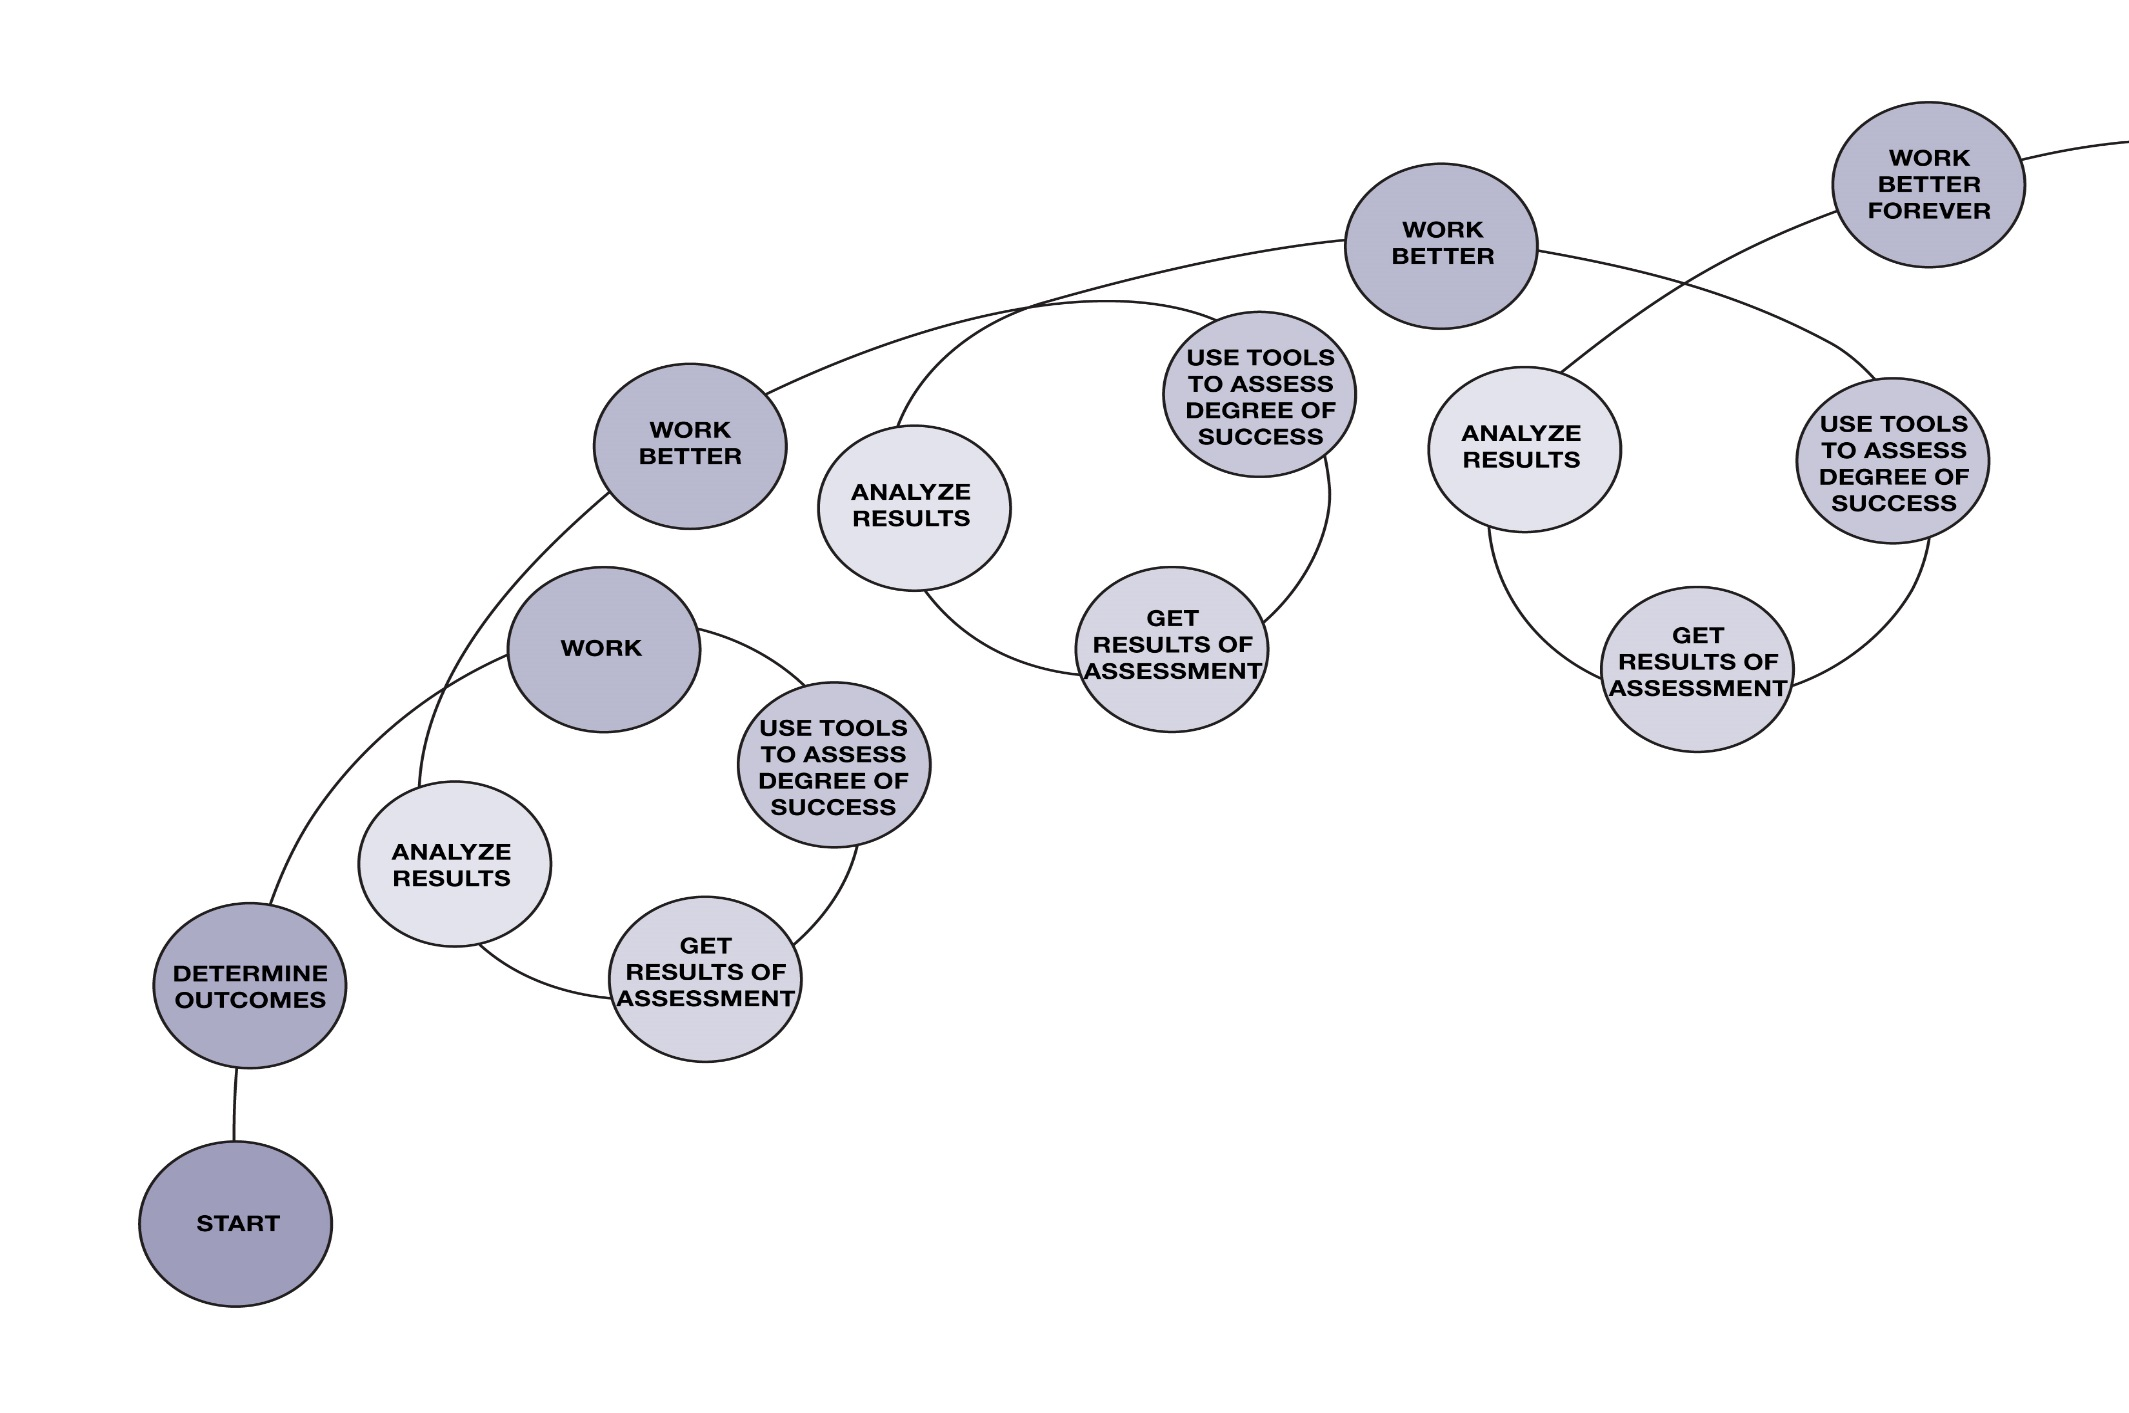 START
DETERMINE
OUTCOMES
WORK
USE TOOLS
TO ASSESS
DEGREE OF
SUCCESS
GET
RESULTS OF
ASSESSMENT
ANALYZE
RESULTS
WORK
BETTER
USE TOOLS
TO ASSESS
DEGREE OF
SUCCESS
GET
RESULTS OF
ASSESSMENT
ANALYZE
RESULTS
WORK
BETTER
USE TOOLS
TO ASSESS
DEGREE OF
SUCCESS
GET
RESULTS OF
ASSESSMENT
ANALYZE
RESULTS
WORK
BETTER
FOREVER